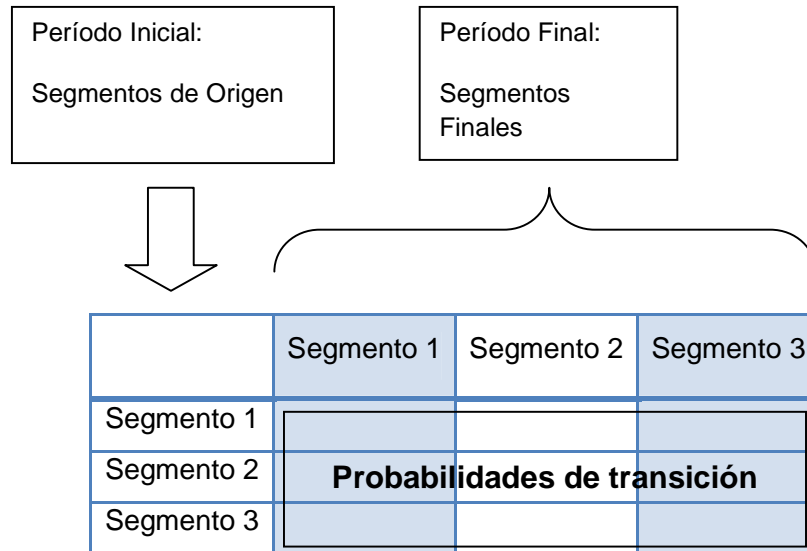 Período Inicial:
Segmentos de Origen
Período Final:
Segmentos
Finales
Segmento 1 Segmento 2 Segmento 3
Segmento 1
Segmento 2
Segmento 3
Probabilidades de transición